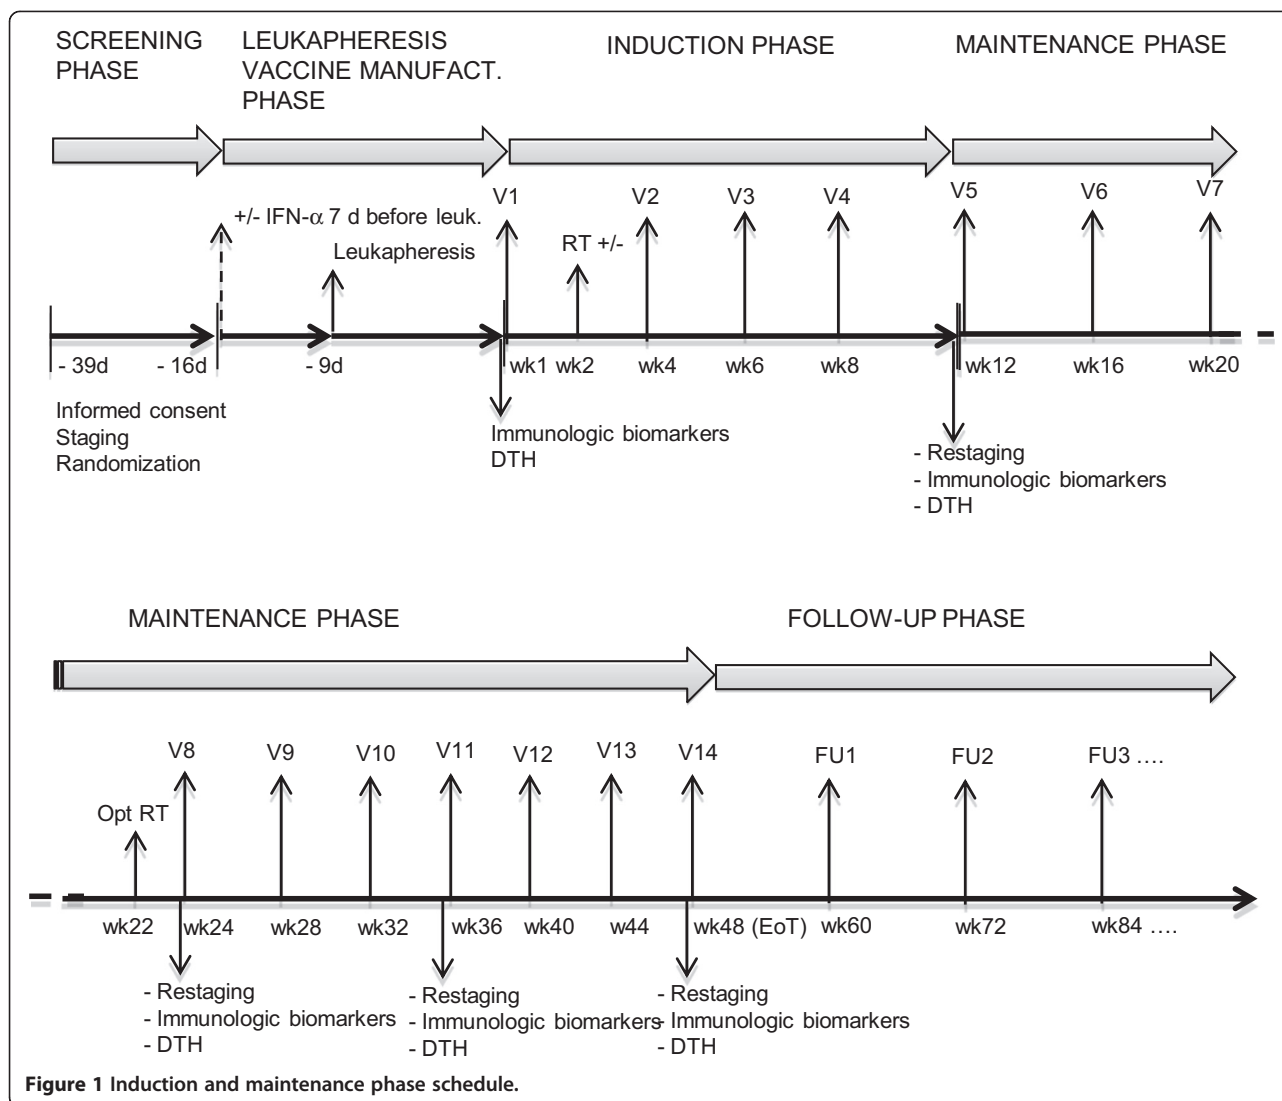 SCREENING
PHASE
LEUKAPHERESIS
VACCINE MANUFACT.
PHASE
INDUCTION PHASE
MAINTENANCE PHASE
+/- IFN-α 7 d before leuk.
Leukapheresis
V1
RT +/-
V2
V3
V4
V5
V6
V7
- 39d
- 16d
- 9d
wk1
wk2
wk4
wk6
wk8
wk12
wk16
wk20
Informed consent
Staging
Randomization
Immunologic biomarkers
DTH
- Restaging
- Immunologic biomarkers
- DTH
MAINTENANCE PHASE
FOLLOW-UP PHASE
Opt RT
V8
V9
V10
V11
V12
V13
V14
FU1
FU2
FU3 ....
wk22
wk24
wk28
wk32
wk36
wk40
w44
wk48 (EoT)
wk60
wk72
wk84 ....
- Restaging
- Immunologic biomarkers
- DTH
- Restaging
- Immunologic biomarkers
- DTH
- Restaging
- Immunologic biomarkers
- DTH
Figure 1 Induction and maintenance phase schedule.